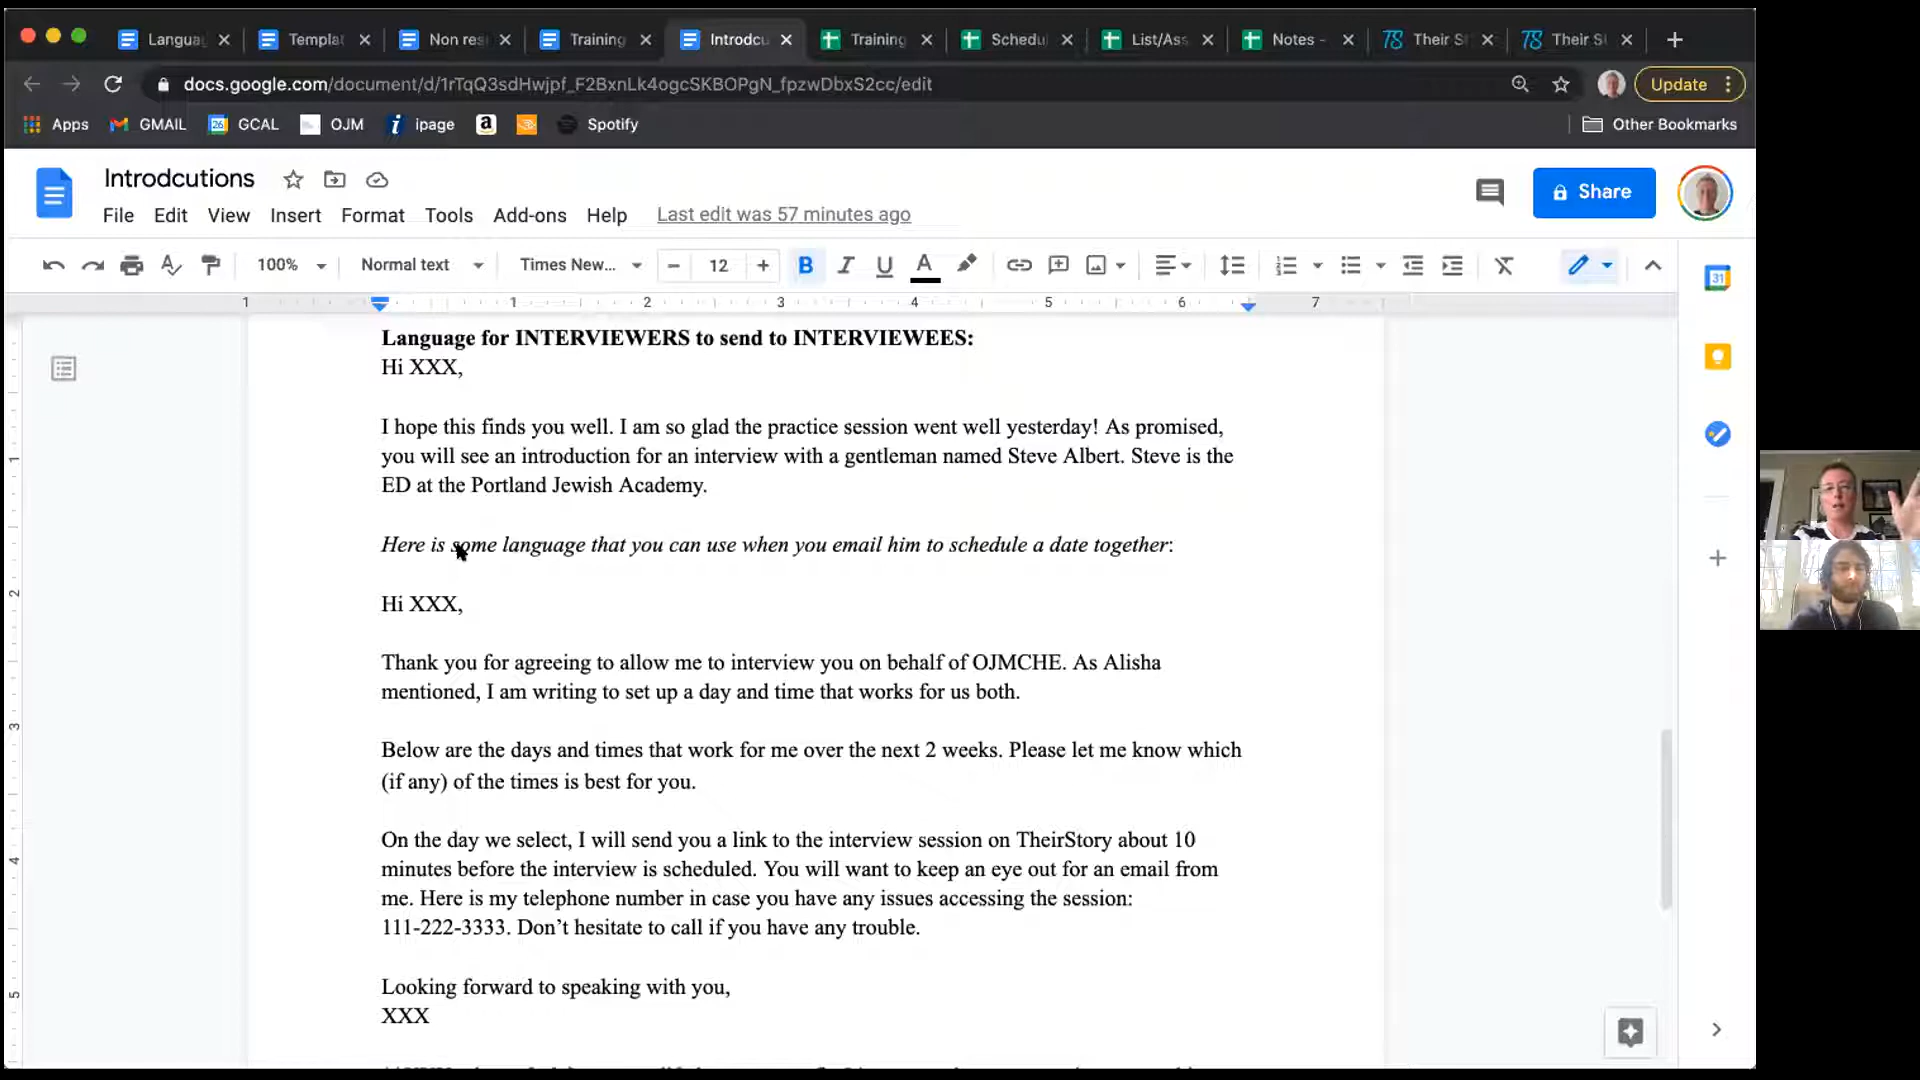 Langua
Templat
Non res
Training
Introdcu
Training
Schedu
List/Ass
Notes -
Their S
Their St
docs.google.com/document/d/1rTqQ3sdHwjpf_F2BxnLk4ogcSKBOPgN_fpzwDbxS2cc/edit
Update
Apps
GMAIL
GCAL
OJM
ipage
Spotify
Other Bookmarks
Introdcutions
Share
File Edit View Insert Format Tools Add-ons Help
Last edit was 57 minutes ago
100%
Normal text
Times New...
12
1 1 2 3 4 5 6 7
Language for INTERVIEWERS to send to INTERVIEWEES:
Hi XXX,
I hope this finds you well. I am so glad the practice session went well yesterday! As promised,
you will see an introduction for an interview with a gentleman named Steve Albert. Steve is the
ED at the Portland Jewish Academy.
Here is some language that you can use when you email him to schedule a date together:
Hi XXX,
Thank you for agreeing to allow me to interview you on behalf of OJMCHE. As Alisha
mentioned, I am writing to set up a day and time that works for us both.
Below are the days and times that work for me over the next 2 weeks. Please let me know which
(if any) of the times is best for you.
On the day we select, I will send you a link to the interview session on TheirStory about 10
minutes before the interview is scheduled. You will want to keep an eye out for an email from
me. Here is my telephone number in case you have any issues accessing the session:
111-222-3333. Don't hesitate to call if you have any trouble.
Looking forward to speaking with you,
XXX